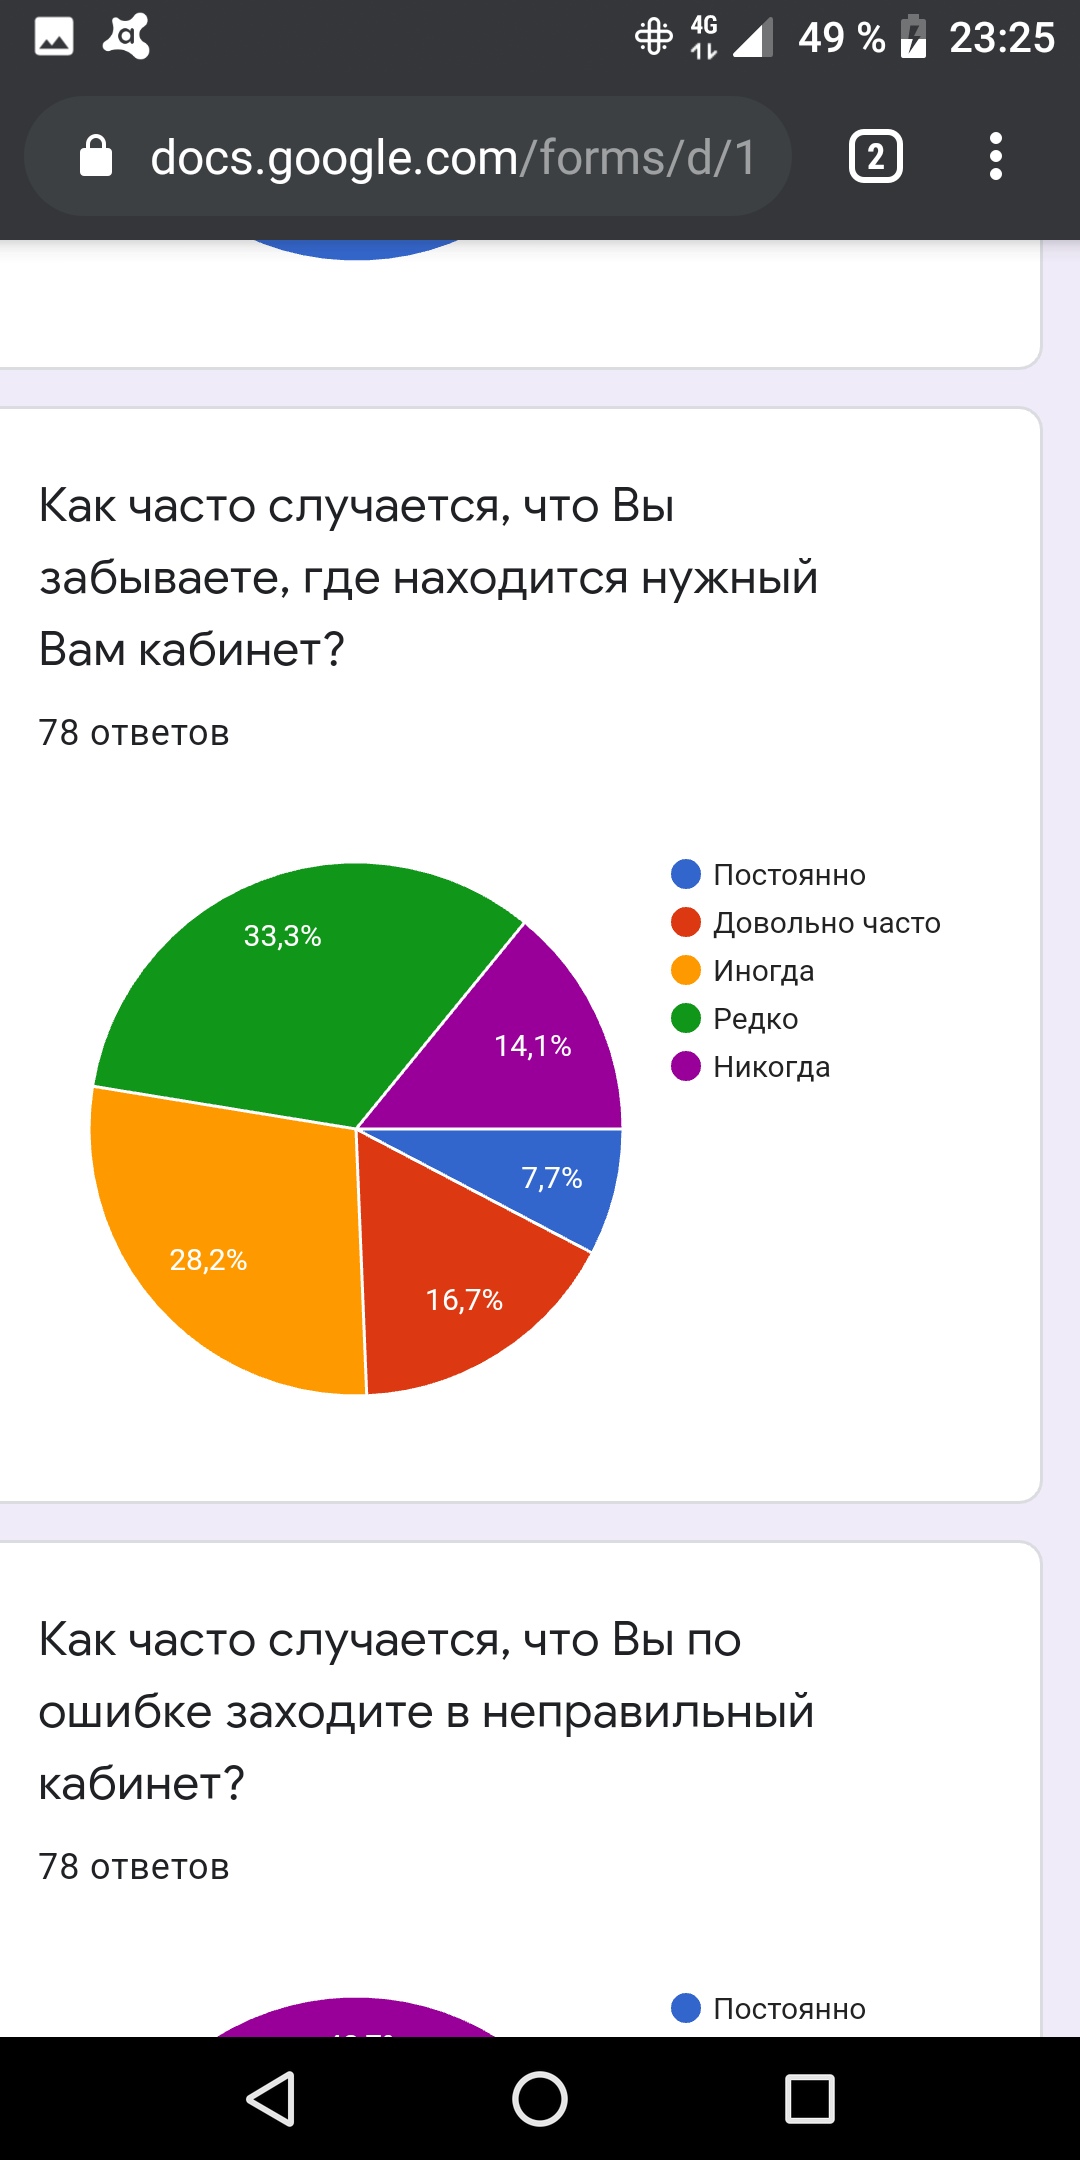 4G
49 %
23:25
docs.google.com/forms/d/1
2
Как часто случается, что Вы
забываете, где находится нужный
Вам кабинет?
78 ответов
Постоянно
Довольно часто
Иногда
Редко
Никогда
33,3%
14,1%
7,7%
28,2%
16,7%
Как часто случается, что Вы по
ошибке заходите в неправильный
кабинет?
78 ответов
Постоянно